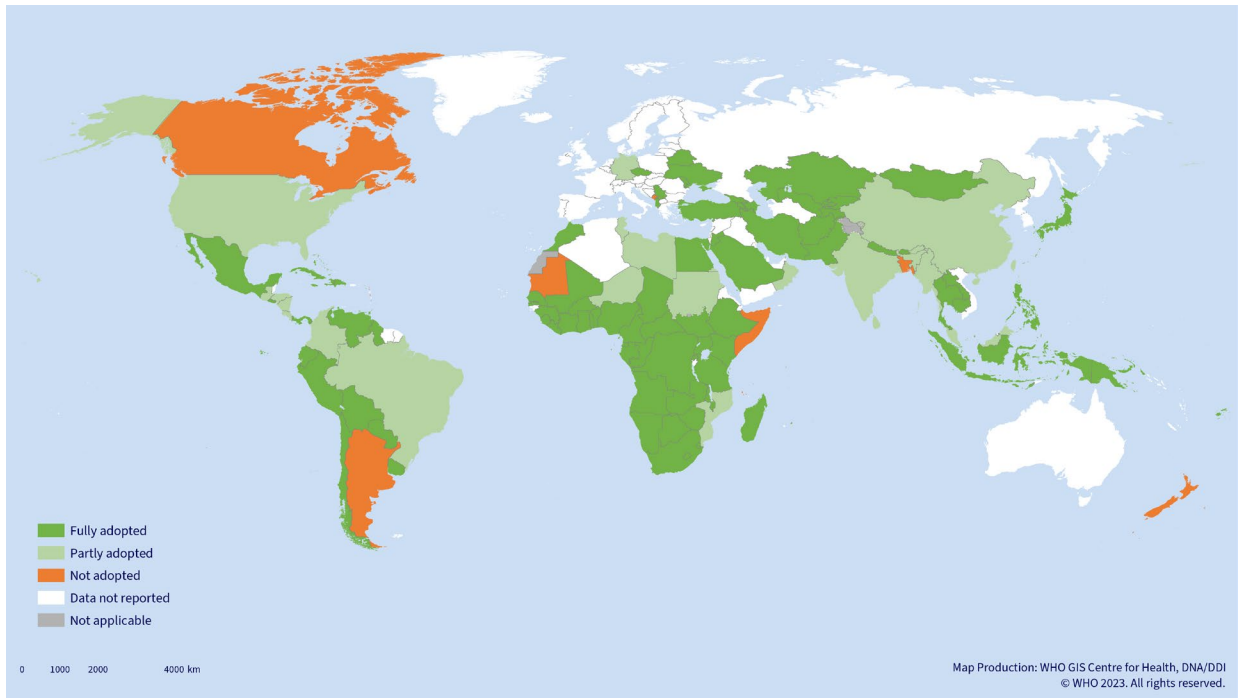 Fully adopted
Partly adopted
Not adopted
Data not reported
Not applicable
0 1000 2000 4000 km
Map Production: WHO GIS Centre for Health, DNA/DDI
© WHO 2023. All rights reserved.